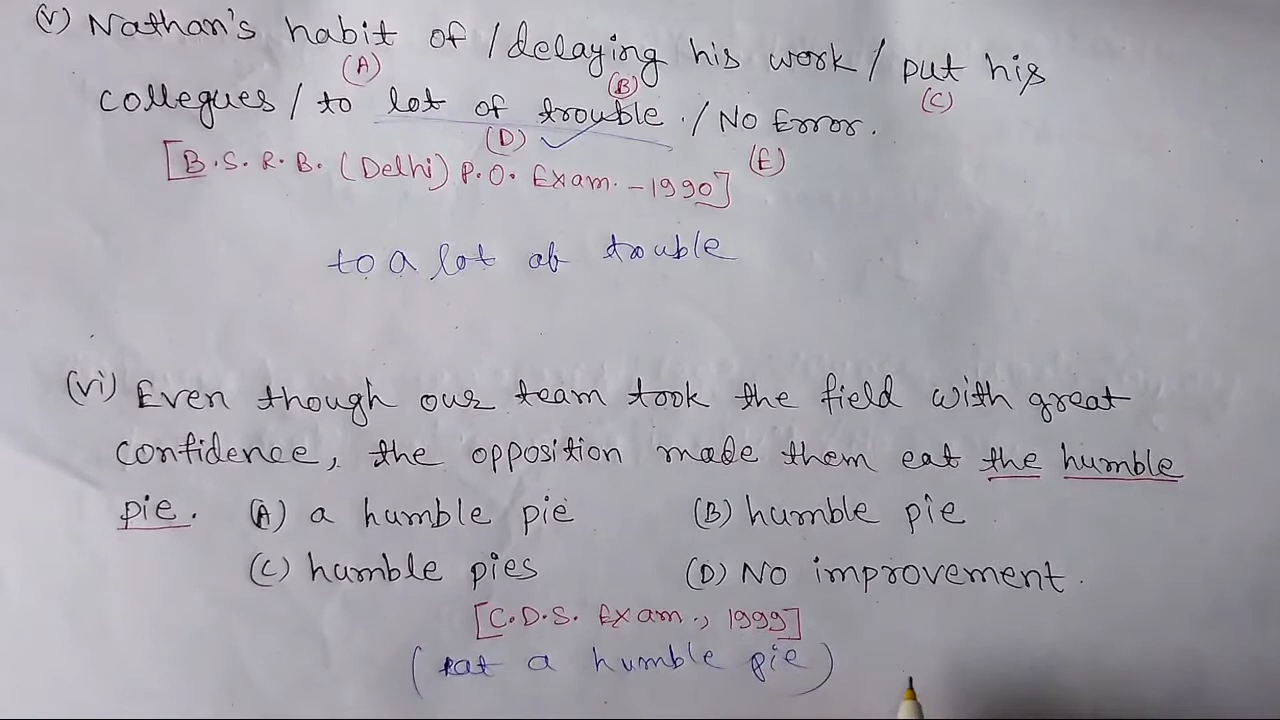 (v) Nathan's habit of / delaying his work / put his
(A) (B) (C)
collegues / to lot of trouble. / No Error.
(D) (E)
[B.S.R.B. (Delhi) P.O. Exam. - 1990]
to a lot of trouble
(vi) Even though our team took the field with great
confidence, the opposition made them eat the humble
pie. (A) a humble pie (B) humble pie
(C) humble pies (D) No improvement.
[C.D.S. Exam., 1999]
(eat a humble pie)